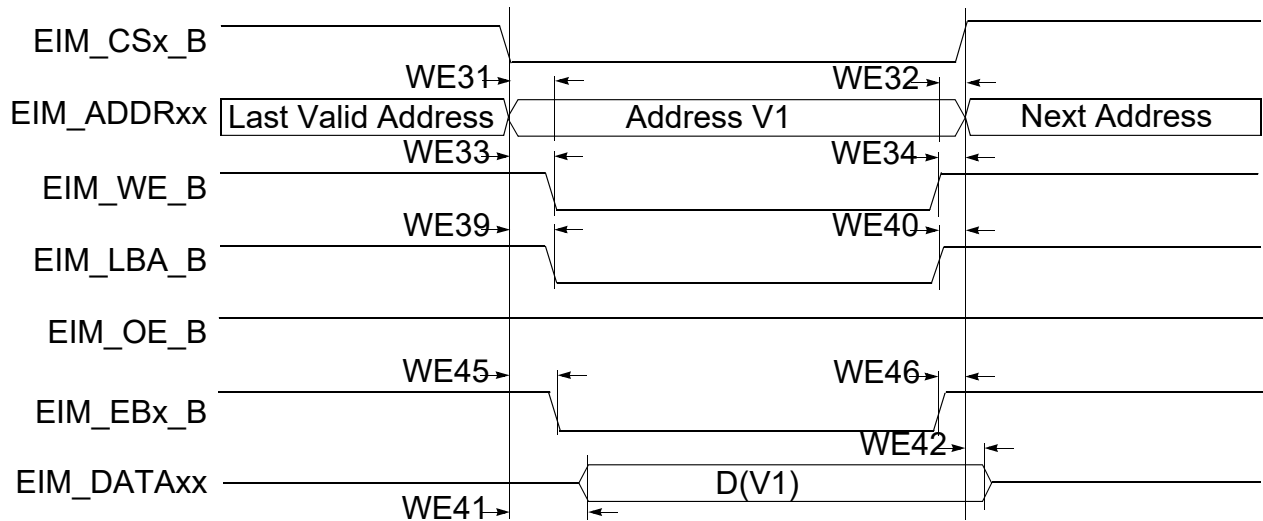 EIM_CSx_B
WE31 WE32
EIM_ADDRxx Last Valid Address Address V1 Next Address
WE33 WE34
EIM_WE_B
WE39 WE40
EIM_LBA_B
EIM_OE_B
WE45 WE46
EIM_EBx_B
WE42
EIM_DATAxx D(V1)
WE41